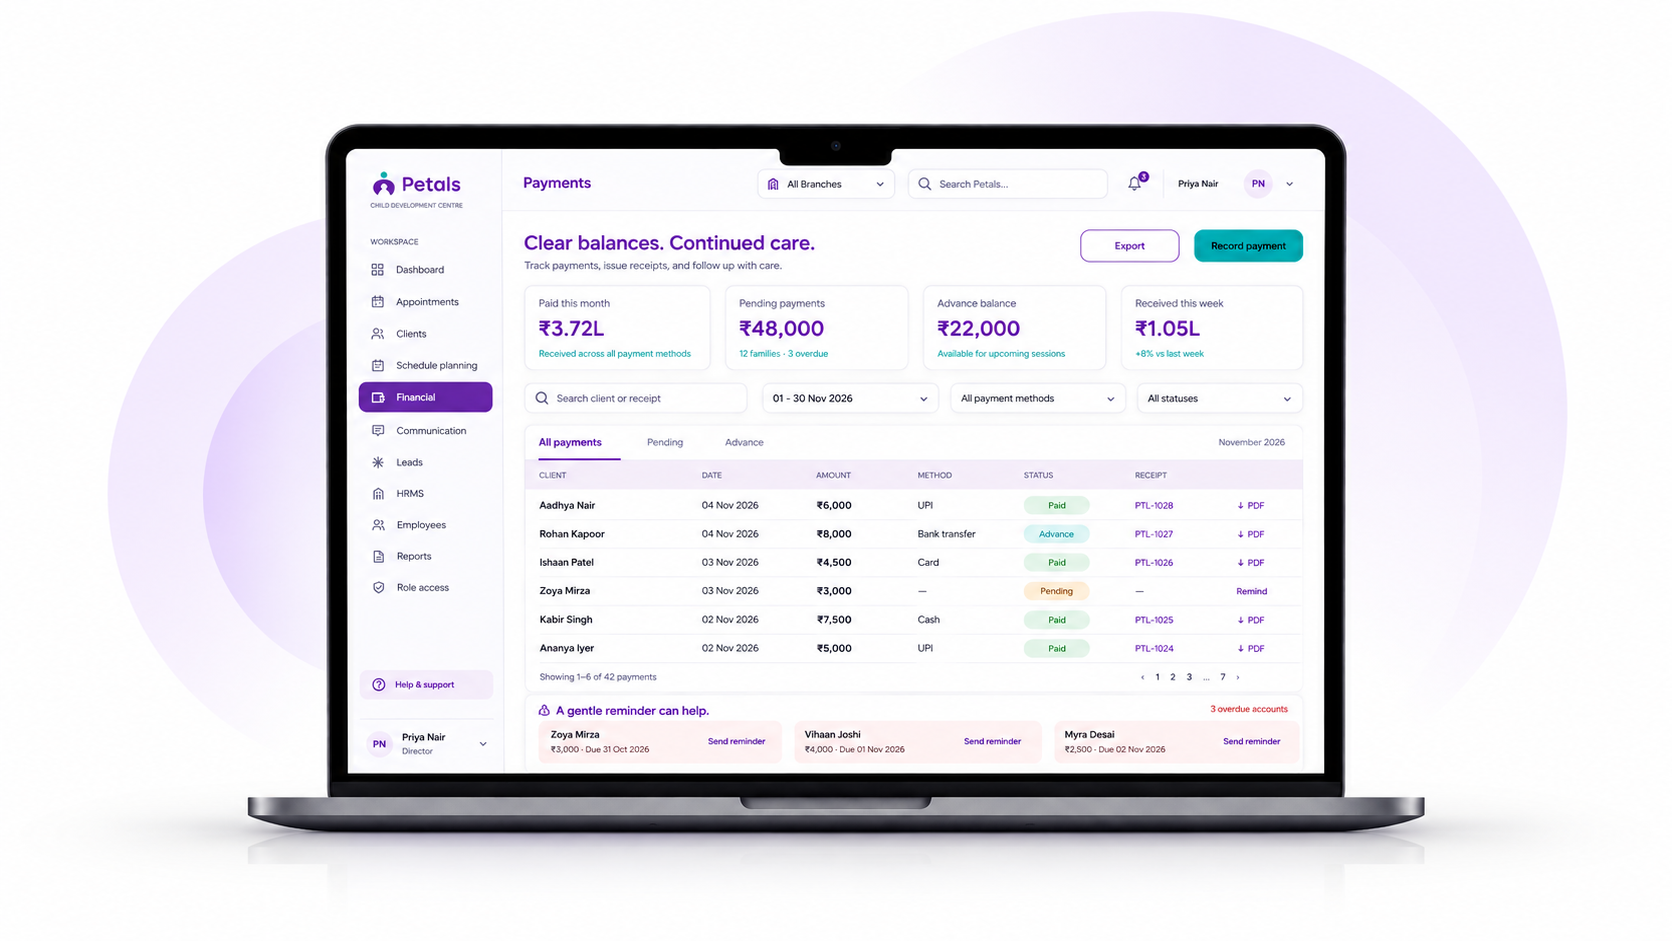 Petals
CHILD DEVELOPMENT CENTRE
WORKSPACE
Dashboard
Appointments
Clients
Schedule planning
Financial
Communication
Leads
HRMS
Employees
Reports
Role access
Help & support
PN
Priya Nair
Director
Payments
All Branches
Search Petals...
3
Priya Nair
PN
Clear balances. Continued care.
Track payments, issue receipts, and follow up with care.
Export
Record payment
Paid this month
₹3.72L
Received across all payment methods
Pending payments
₹48,000
12 families · 3 overdue
Advance balance
₹22,000
Available for upcoming sessions
Received this week
₹1.05L
+8% vs last week
Search client or receipt
01 - 30 Nov 2026
All payment methods
All statuses
All payments Pending Advance November 2026
CLIENT DATE AMOUNT METHOD STATUS RECEIPT
Aadhya Nair 04 Nov 2026 ₹6,000 UPI Paid PTL-1028 ↓ PDF
Rohan Kapoor 04 Nov 2026 ₹8,000 Bank transfer Advance PTL-1027 ↓ PDF
Ishaan Patel 03 Nov 2026 ₹4,500 Card Paid PTL-1026 ↓ PDF
Zoya Mirza 03 Nov 2026 ₹3,000 — Pending — Remind
Kabir Singh 02 Nov 2026 ₹7,500 Cash Paid PTL-1025 ↓ PDF
Ananya Iyer 02 Nov 2026 ₹5,000 UPI Paid PTL-1024 ↓ PDF
Showing 1–6 of 42 payments ‹ 1 2 3 ... 7 ›
A gentle reminder can help. 3 overdue accounts
Zoya Mirza
₹3,000 · Due 31 Oct 2026
Send reminder
Vihaan Joshi
₹4,000 · Due 01 Nov 2026
Send reminder
Myra Desai
₹2,500 · Due 02 Nov 2026
Send reminder